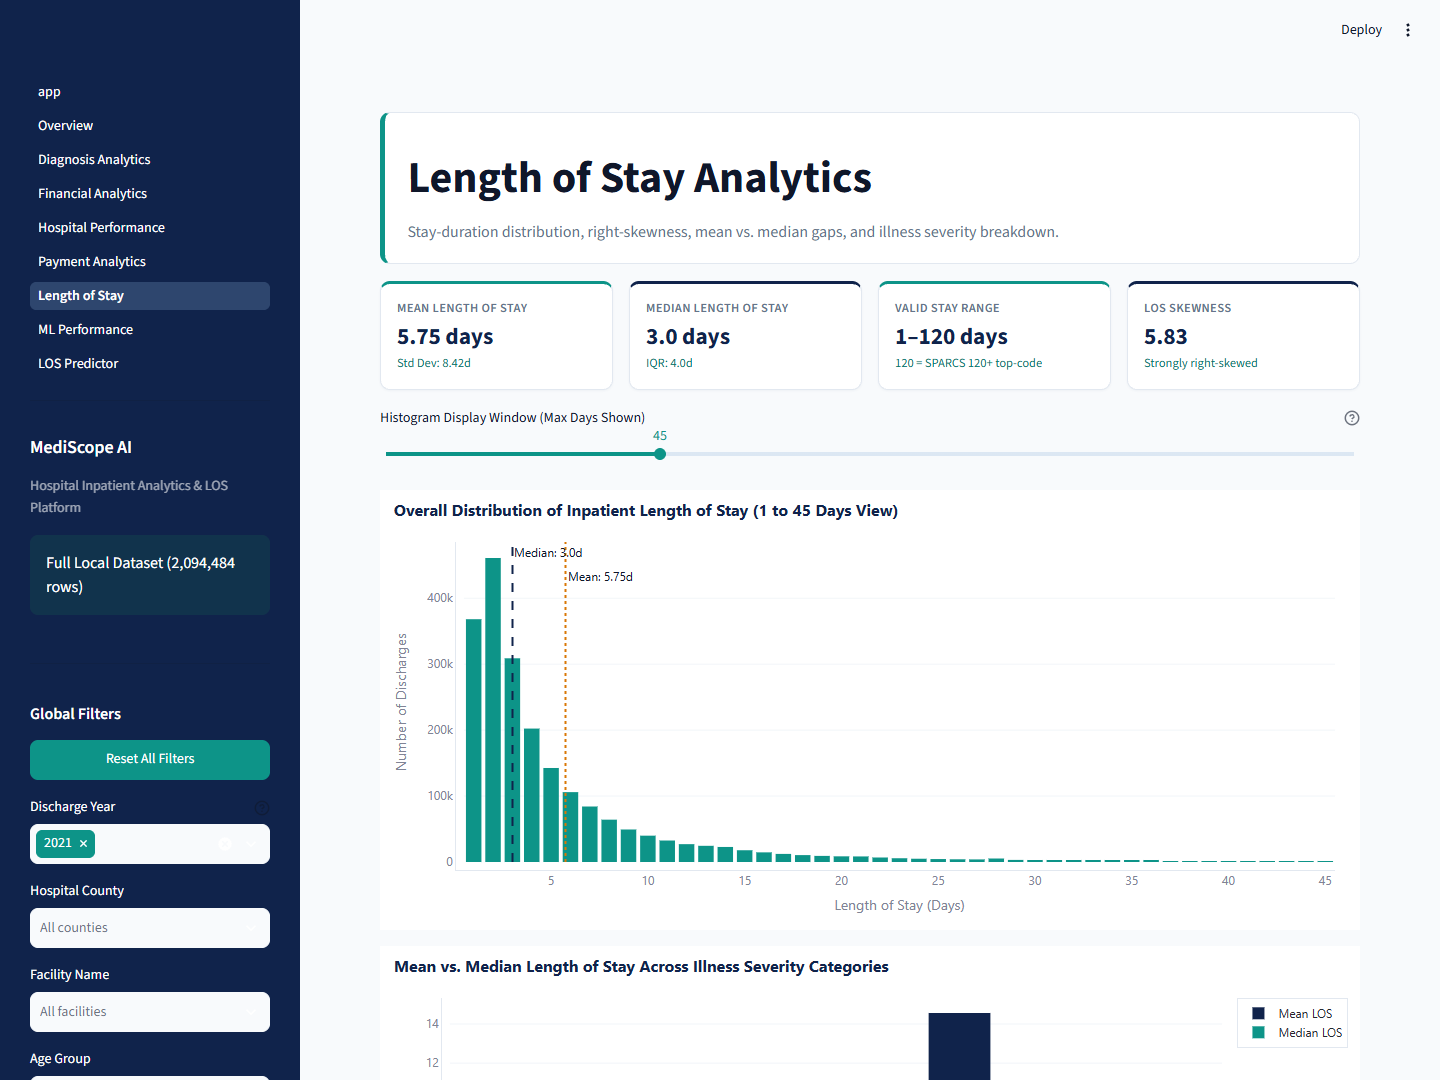 Deploy
app
Overview
Diagnosis Analytics
Financial Analytics
Hospital Performance
Payment Analytics
Length of Stay
ML Performance
LOS Predictor
MediScope AI
Hospital Inpatient Analytics & LOS
Platform
Full Local Dataset (2,094,484
rows)
Global Filters
Reset All Filters
Discharge Year
2021 ×
Hospital County
All counties
Facility Name
All facilities
Age Group
Length of Stay Analytics
Stay-duration distribution, right-skewness, mean vs. median gaps, and illness severity breakdown.
MEAN LENGTH OF STAY
5.75 days
Std Dev: 8.42d
MEDIAN LENGTH OF STAY
3.0 days
IQR: 4.0d
VALID STAY RANGE
1–120 days
120 = SPARCS 120+ top-code
LOS SKEWNESS
5.83
Strongly right-skewed
Histogram Display Window (Max Days Shown)
45
Overall Distribution of Inpatient Length of Stay (1 to 45 Days View)
Median: 3.0d
Mean: 5.75d
Number of Discharges
400k
300k
200k
100k
0
5 10 15 20 25 30 35 40 45
Length of Stay (Days)
Mean vs. Median Length of Stay Across Illness Severity Categories
14
12
Mean LOS
Median LOS